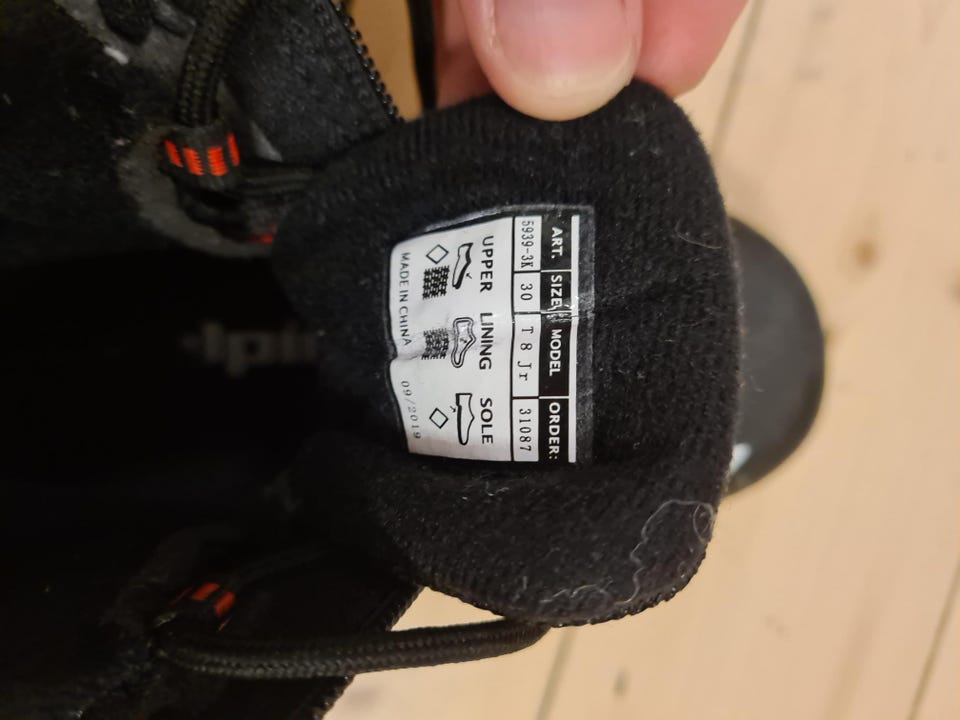 ART. SIZE MODEL ORDER:
5939-3K 30 T 8 Jr 31087
UPPER LINING SOLE
MADE IN CHINA 09/2019